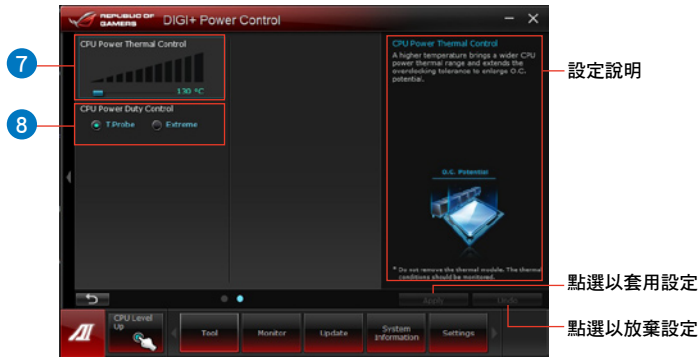 REPUBLIC OF GAMERS DIGI+ Power Control
7
CPU Power Thermal Control
130 °C
8
CPU Power Duty Control
T.Probe Extreme
CPU Power Thermal Control
A higher temperature brings a wider CPU
power thermal range and extends the
overclocking tolerance to enlarge O.C.
potential.
O.C. Potential
* Do not remove the thermal module. The thermal
conditions should be monitored.
設定說明
Apply Undo
點選以套用設定
點選以放棄設定
CPU Level
Up
Tool
Monitor
Update
System
Information
Settings